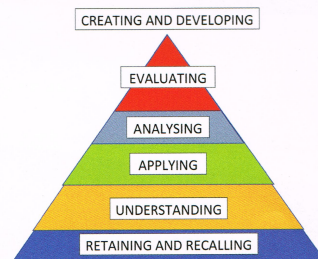 CREATING AND DEVELOPING
EVALUATING
ANALYSING
APPLYING
UNDERSTANDING
RETAINING AND RECALLING